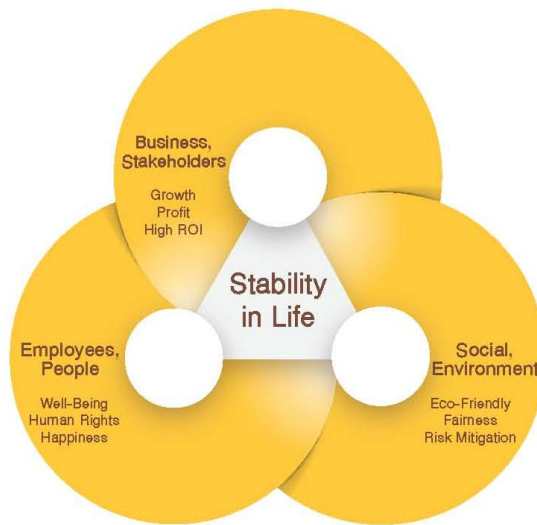 Business,
Stakeholders
Growth
Profit
High ROI
Stability
in Life
Employees,
People
Well-Being
Human Rights
Happiness
Social,
Environment
Eco-Friendly
Fairness
Risk Mitigation